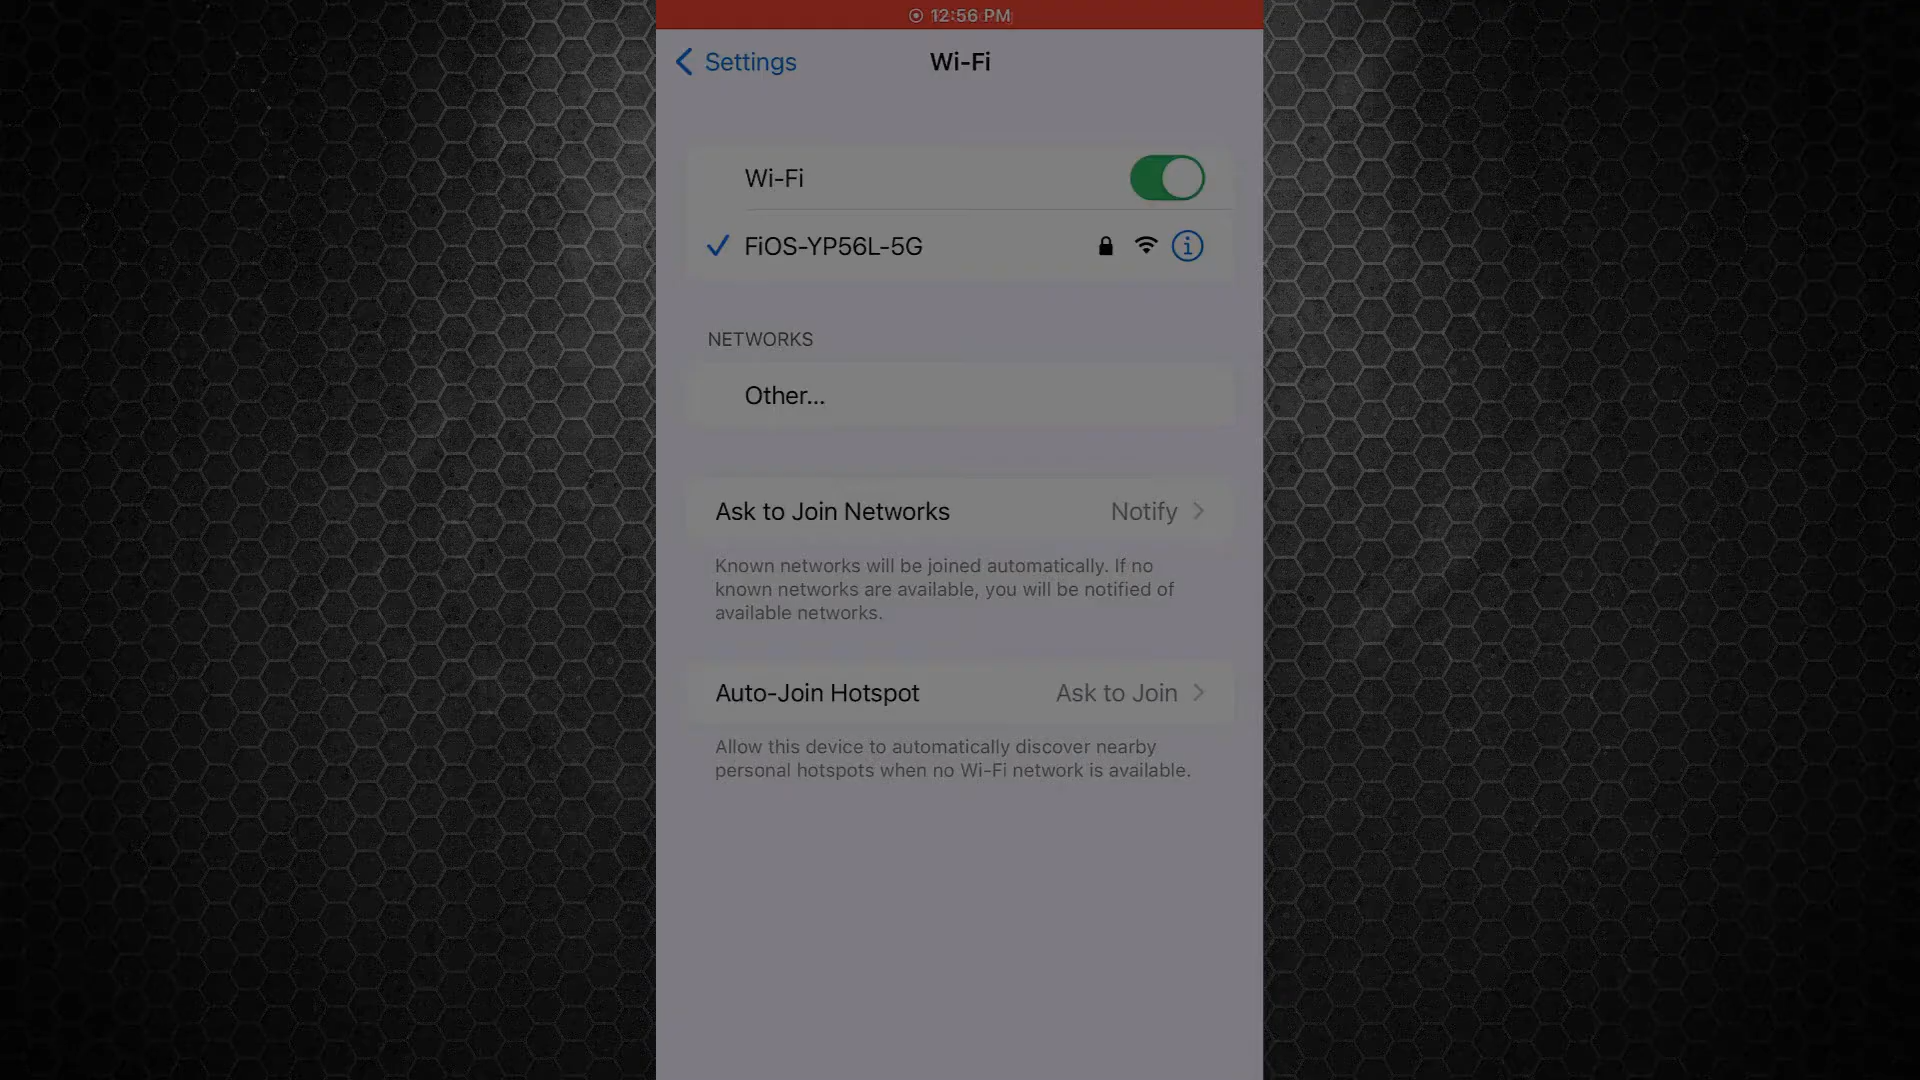 12:56 PM
Settings
Wi-Fi
Wi-Fi
FiOS-YP56L-5G
NETWORKS
Other...
Ask to Join Networks Notify
Known networks will be joined automatically. If no
known networks are available, you will be notified of
available networks.
Auto-Join Hotspot Ask to Join
Allow this device to automatically discover nearby
personal hotspots when no Wi-Fi network is available.